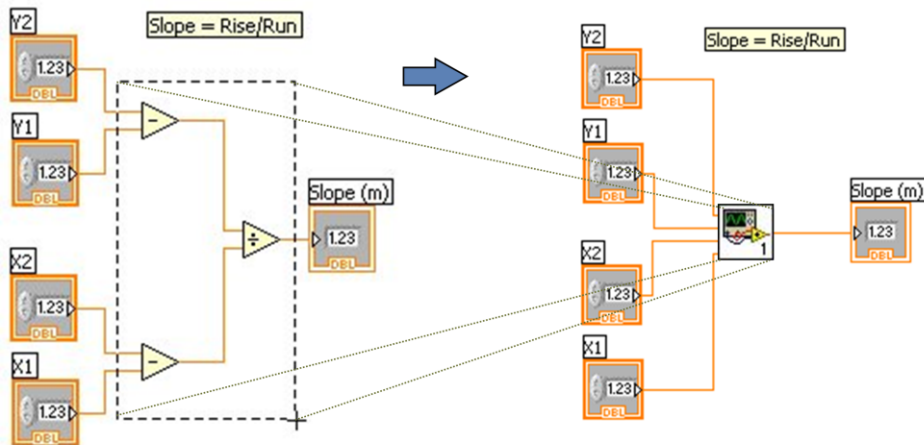 Y2
Slope = Rise/Run
1.23
DBL
Y1
1.23
DBL
Slope (m)
1.23
DBL
X2
1.23
DBL
X1
1.23
DBL
Y2
Slope = Rise/Run
1.23
DBL
Y1
1.23
DBL
Slope (m)
1.23
DBL
1
X2
1.23
DBL
X1
1.23
DBL